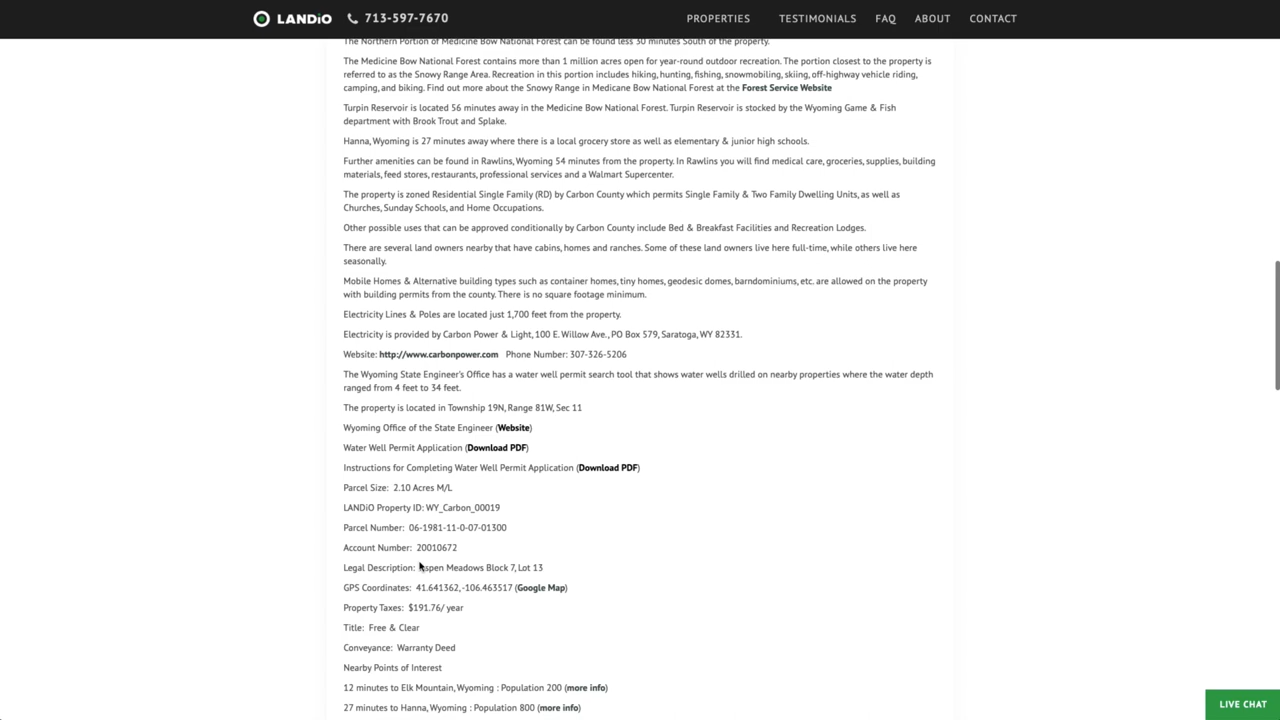 LANDiO
713-597-7670
PROPERTIES
TESTIMONIALS
FAQ
ABOUT
CONTACT
The Northern Portion of Medicine Bow National Forest can be found less 30 minutes South of the property.
The Medicine Bow National Forest contains more than 1 million acres open for year-round outdoor recreation. The portion closest to the property is
referred to as the Snowy Range Area. Recreation in this portion includes hiking, hunting, fishing, snowmobiling, skiing, off-highway vehicle riding,
camping, and biking. Find out more about the Snowy Range in Medicane Bow National Forest at the Forest Service Website
Turpin Reservoir is located 56 minutes away in the Medicine Bow National Forest. Turpin Reservoir is stocked by the Wyoming Game & Fish
department with Brook Trout and Splake.
Hanna, Wyoming is 27 minutes away where there is a local grocery store as well as elementary & junior high schools.
Further amenities can be found in Rawlins, Wyoming 54 minutes from the property. In Rawlins you will find medical care, groceries, supplies, building
materials, feed stores, restaurants, professional services and a Walmart Supercenter.
The property is zoned Residential Single Family (RD) by Carbon County which permits Single Family & Two Family Dwelling Units, as well as
Churches, Sunday Schools, and Home Occupations.
Other possible uses that can be approved conditionally by Carbon County include Bed & Breakfast Facilities and Recreation Lodges.
There are several land owners nearby that have cabins, homes and ranches. Some of these land owners live here full-time, while others live here
seasonally.
Mobile Homes & Alternative building types such as container homes, tiny homes, geodesic domes, barndominiums, etc. are allowed on the property
with building permits from the county. There is no square footage minimum.
Electricity Lines & Poles are located just 1,700 feet from the property.
Electricity is provided by Carbon Power & Light, 100 E. Willow Ave., PO Box 579, Saratoga, WY 82331.
Website: http://www.carbonpower.com Phone Number: 307-326-5206
The Wyoming State Engineer's Office has a water well permit search tool that shows water wells drilled on nearby properties where the water depth
ranged from 4 feet to 34 feet.
The property is located in Township 19N, Range 81W, Sec 11
Wyoming Office of the State Engineer (Website)
Water Well Permit Application (Download PDF)
Instructions for Completing Water Well Permit Application (Download PDF)
Parcel Size: 2.10 Acres M/L
LANDiO Property ID: WY_Carbon_00019
Parcel Number: 06-1981-11-0-07-01300
Account Number: 20010672
Legal Description: Aspen Meadows Block 7, Lot 13
GPS Coordinates: 41.641362, -106.463517 (Google Map)
Property Taxes: $191.76/ year
Title: Free & Clear
Conveyance: Warranty Deed
Nearby Points of Interest
12 minutes to Elk Mountain, Wyoming : Population 200 (more info)
27 minutes to Hanna, Wyoming : Population 800 (more info)
LIVE CHAT